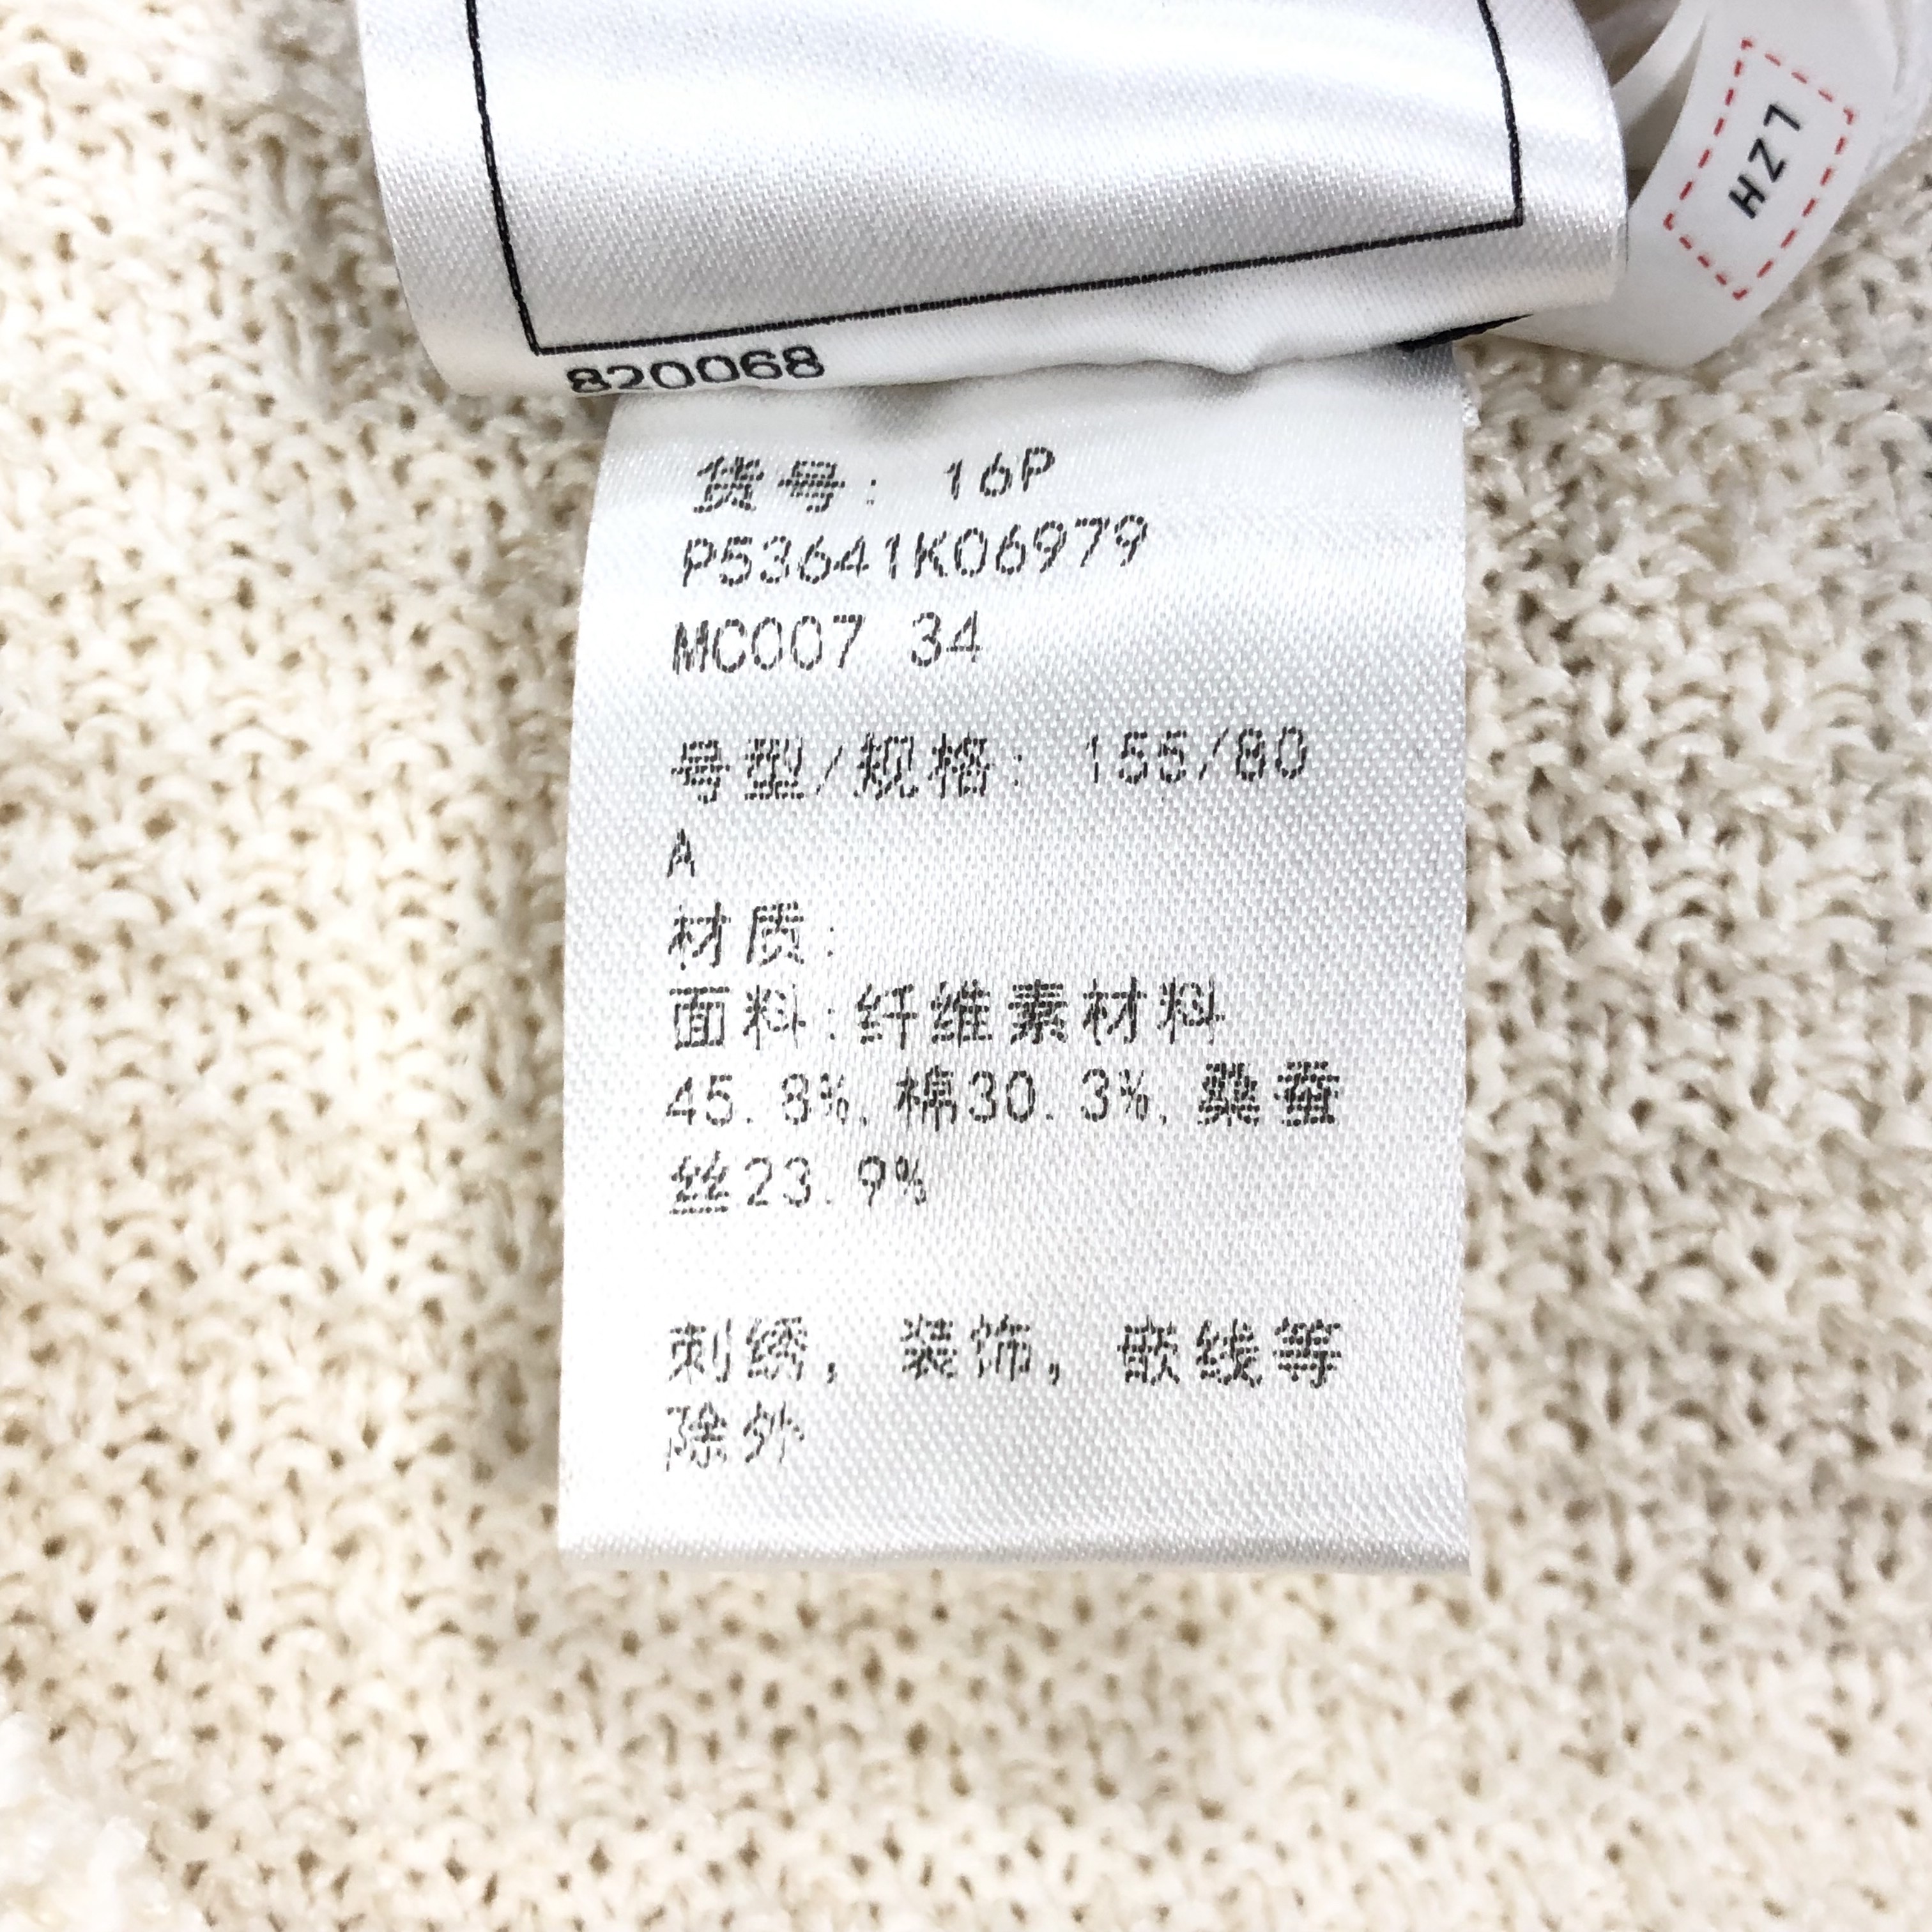 LZH
820068
货号: 16P
P53641K06979
MC007 34
号型/规格: 155/80
A
材质:
面料:纤维素材料
45.8%,棉30.3%,桑蚕
丝23.9%
刺绣, 装饰, 嵌线等
除外